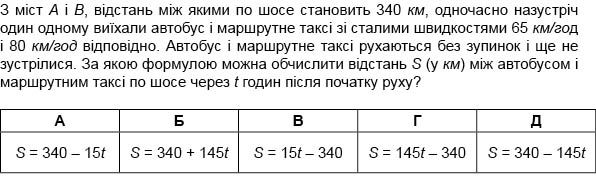 З міст А і В, відстань між якими по шосе становить 340 км, одночасно назустріч
один одному виїхали автобус і маршрутне таксі зі сталими швидкостями 65 км/год
і 80 км/год відповідно. Автобус і маршрутне таксі рухаються без зупинок і ще не
зустрілися. За якою формулою можна обчислити відстань S (у км) між автобусом і
маршрутним таксі по шосе через t годин після початку руху?
А Б В Г Д
S = 340 – 15t S = 340 + 145t S = 15t – 340 S = 145t – 340 S = 340 – 145t